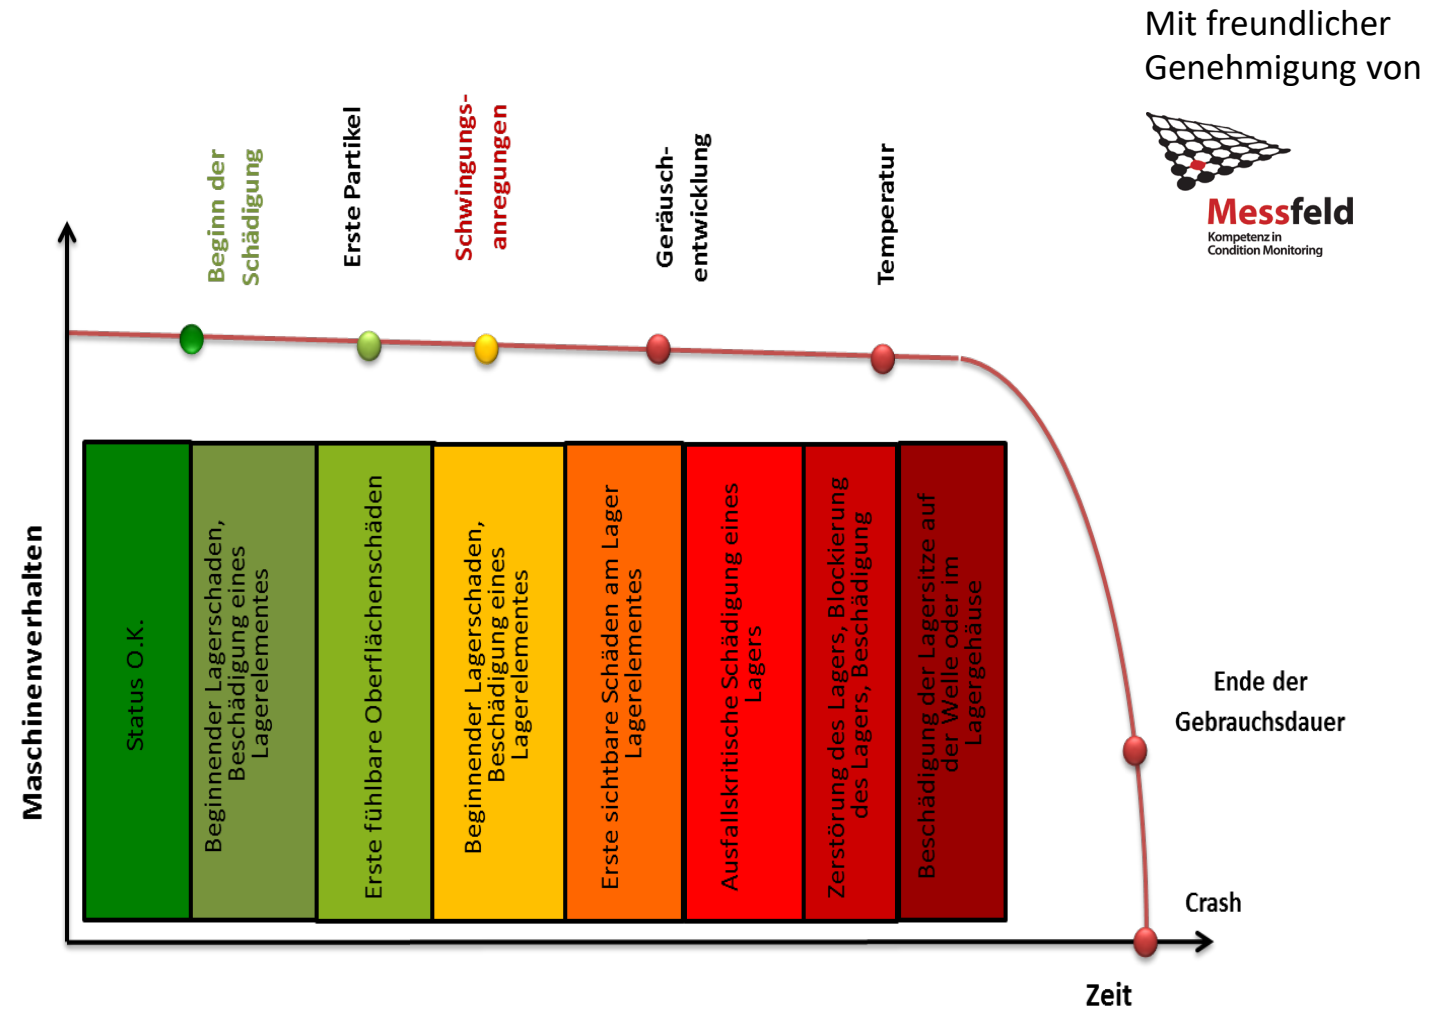 Mit freundlicher
Genehmigung von
Messfeld
Kompetenz in
Condition Monitoring
Beginn der
Schädigung
Erste Partikel
Schwingungs-
anregungen
Geräusch-
entwicklung
Temperatur
Maschinenverhalten
Status O.K.
Beginnender Lagerschaden,
Beschädigung eines
Lagerelementes
Erste fühlbare Oberflächenschäden
Beginnender Lagerschaden,
Beschädigung eines
Lagerelementes
Erste sichtbare Schäden am Lager
Lagerelementes
Ausfallskritische Schädigung eines
Lagers
Zerstörung des Lagers, Blockierung
des Lagers, Beschädigung
Beschädigung der Lagersitze auf
der Welle oder im
Lagergehäuse
Ende der
Gebrauchsdauer
Crash
Zeit